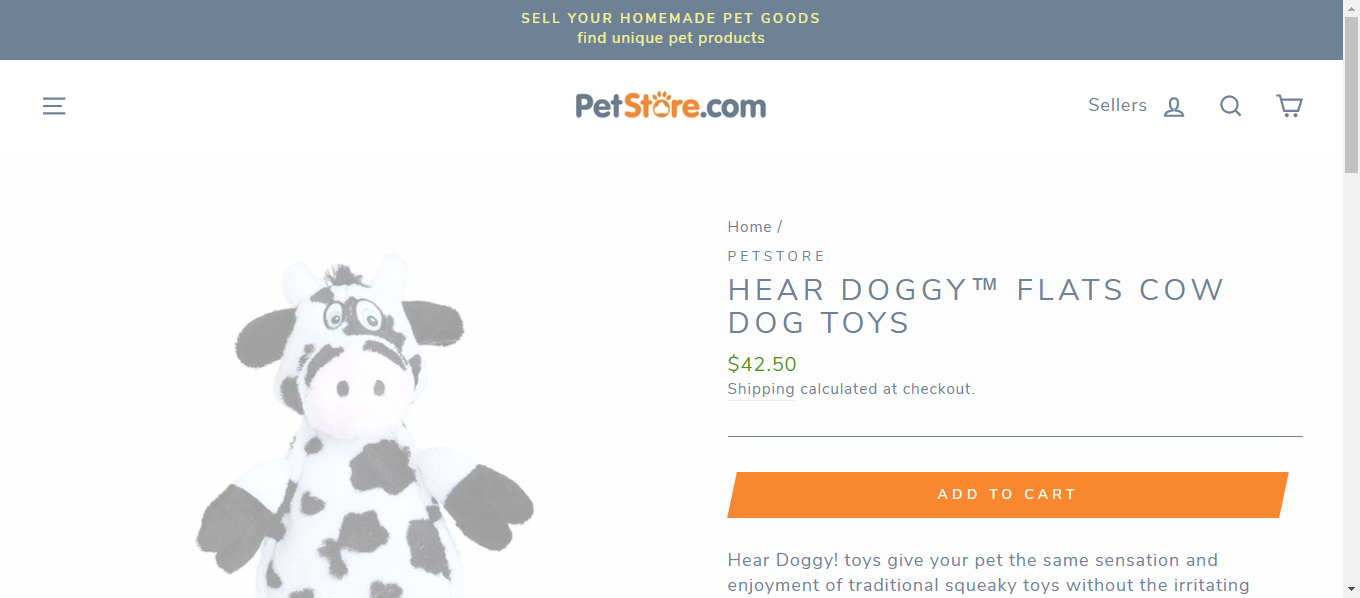 SELL YOUR HOMEMADE PET GOODS
find unique pet products
PetStore.com
Sellers
Home /
PETSTORE
HEAR DOGGY™ FLATS COW
DOG TOYS
$42.50
Shipping calculated at checkout.
ADD TO CART
Hear Doggy! toys give your pet the same sensation and
enjoyment of traditional squeaky toys without the irritating